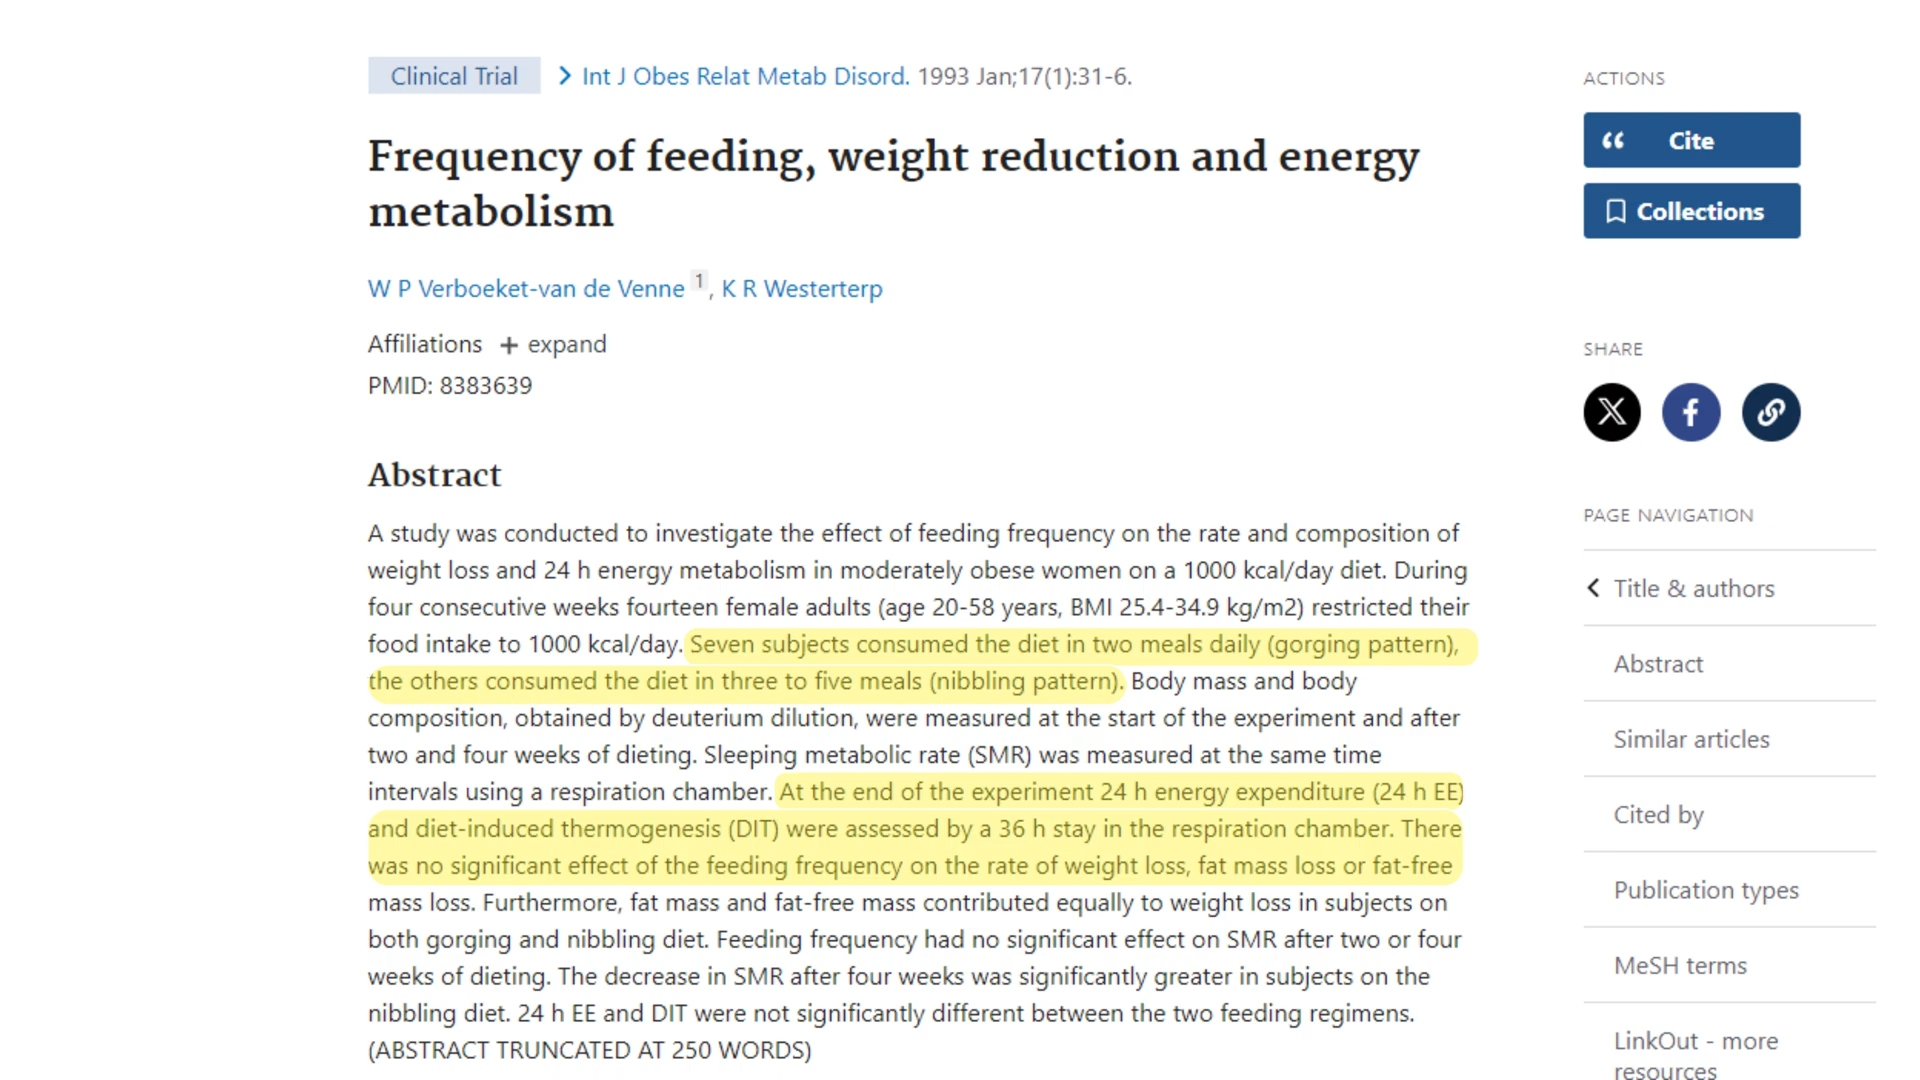 Clinical Trial > Int J Obes Relat Metab Disord. 1993 Jan;17(1):31-6.
Frequency of feeding, weight reduction and energy
metabolism
W P Verboeket-van de Venne 1, K R Westerterp
Affiliations + expand
PMID: 8383639
Abstract
A study was conducted to investigate the effect of feeding frequency on the rate and composition of
weight loss and 24 h energy metabolism in moderately obese women on a 1000 kcal/day diet. During
four consecutive weeks fourteen female adults (age 20-58 years, BMI 25.4-34.9 kg/m2) restricted their
food intake to 1000 kcal/day. Seven subjects consumed the diet in two meals daily (gorging pattern),
the others consumed the diet in three to five meals (nibbling pattern). Body mass and body
composition, obtained by deuterium dilution, were measured at the start of the experiment and after
two and four weeks of dieting. Sleeping metabolic rate (SMR) was measured at the same time
intervals using a respiration chamber. At the end of the experiment 24 h energy expenditure (24 h EE)
and diet-induced thermogenesis (DIT) were assessed by a 36 h stay in the respiration chamber. There
was no significant effect of the feeding frequency on the rate of weight loss, fat mass loss or fat-free
mass loss. Furthermore, fat mass and fat-free mass contributed equally to weight loss in subjects on
both gorging and nibbling diet. Feeding frequency had no significant effect on SMR after two or four
weeks of dieting. The decrease in SMR after four weeks was significantly greater in subjects on the
nibbling diet. 24 h EE and DIT were not significantly different between the two feeding regimens.
(ABSTRACT TRUNCATED AT 250 WORDS)
ACTIONS
Cite
Collections
SHARE
PAGE NAVIGATION
Title & authors
Abstract
Similar articles
Cited by
Publication types
MeSH terms
LinkOut - more
resources